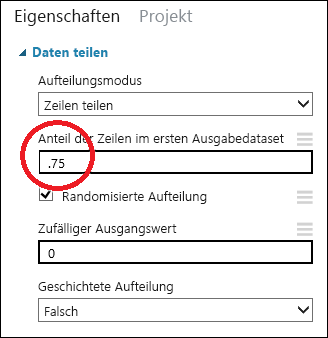 Eigenschaften Projekt
Daten teilen
Aufteilungsmodus
Zeilen teilen
Anteil der Zeilen im ersten Ausgabedataset
.75
Randomisierte Aufteilung
Zufälliger Ausgangswert
0
Geschichtete Aufteilung
Falsch